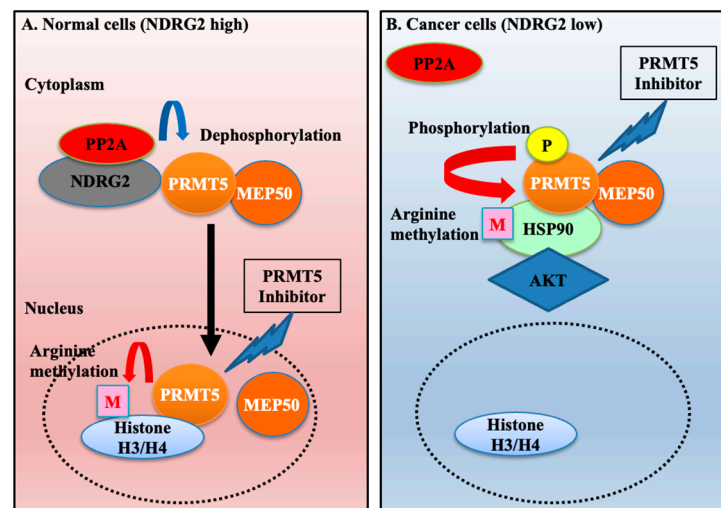 A. Normal cells (NDRG2 high)
Cytoplasm
PP2A
NDRG2
Dephosphorylation
PRMT5
MEP50
PRMT5
Inhibitor
Nucleus
Arginine
methylation
M
PRMT5
MEP50
Histone
H3/H4
B. Cancer cells (NDRG2 low)
PP2A
PRMT5
Inhibitor
Phosphorylation
P
PRMT5
MEP50
Arginine
methylation
M
HSP90
AKT
Histone
H3/H4